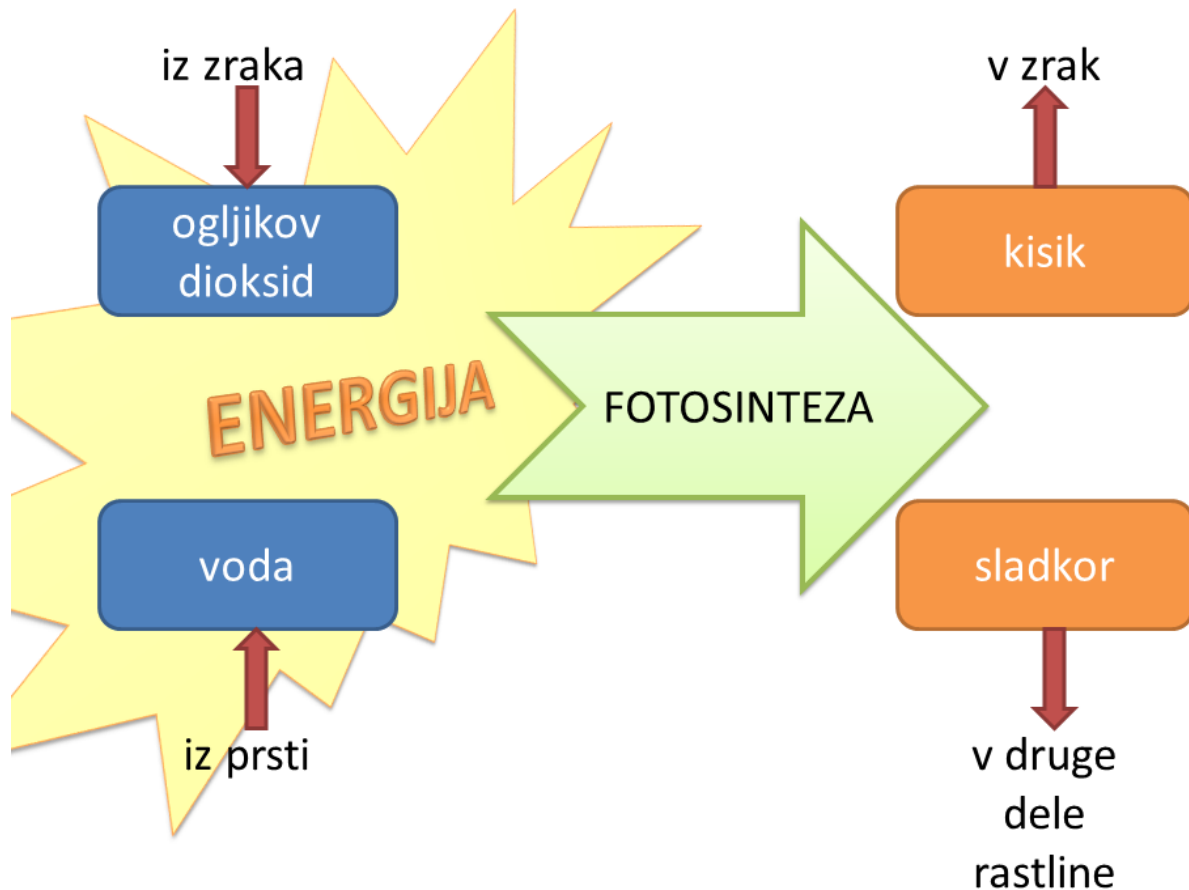 iz zraka
ogljikov
dioksid
ENERGIJA
voda
iz prsti
FOTOSINTEZA
v zrak
kisik
sladkor
v druge
dele
rastline